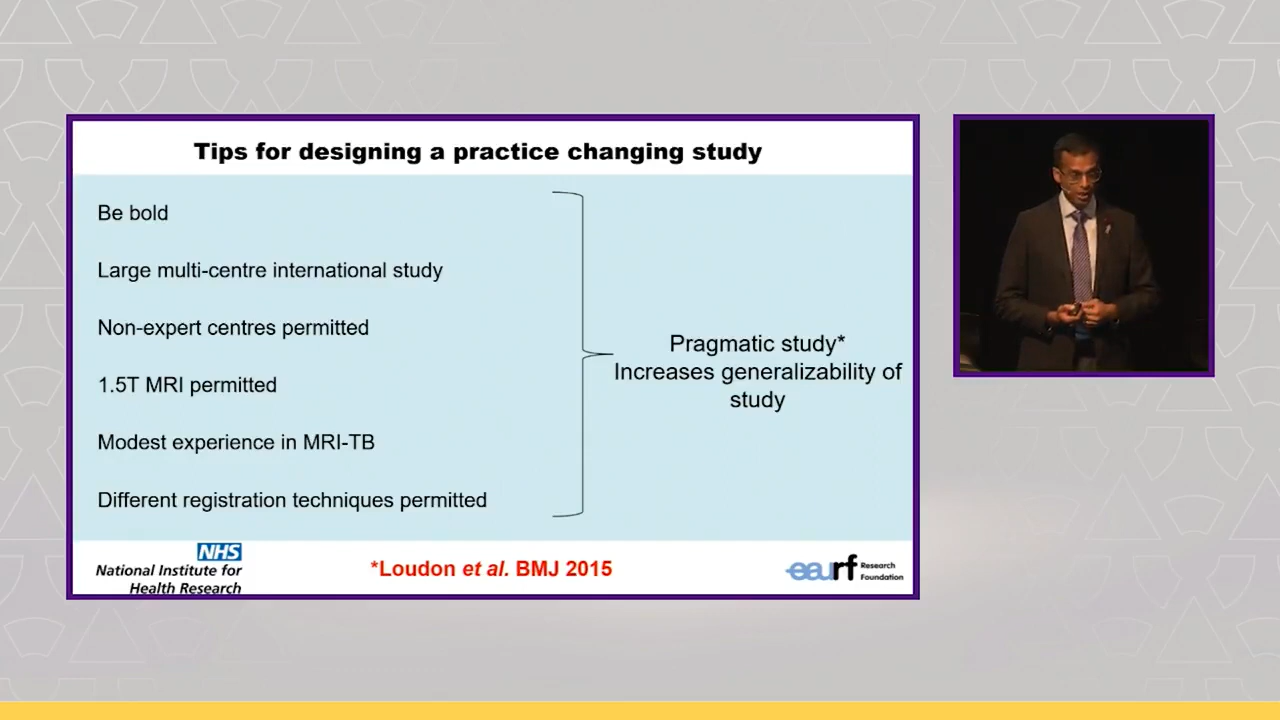 Tips for designing a practice changing study
Be bold
Large multi-centre international study
Non-expert centres permitted
1.5T MRI permitted
Modest experience in MRI-TB
Different registration techniques permitted
Pragmatic study*
Increases generalizability of
study
NHS
National Institute for
Health Research
*Loudon et al. BMJ 2015
eaurf Research
Foundation